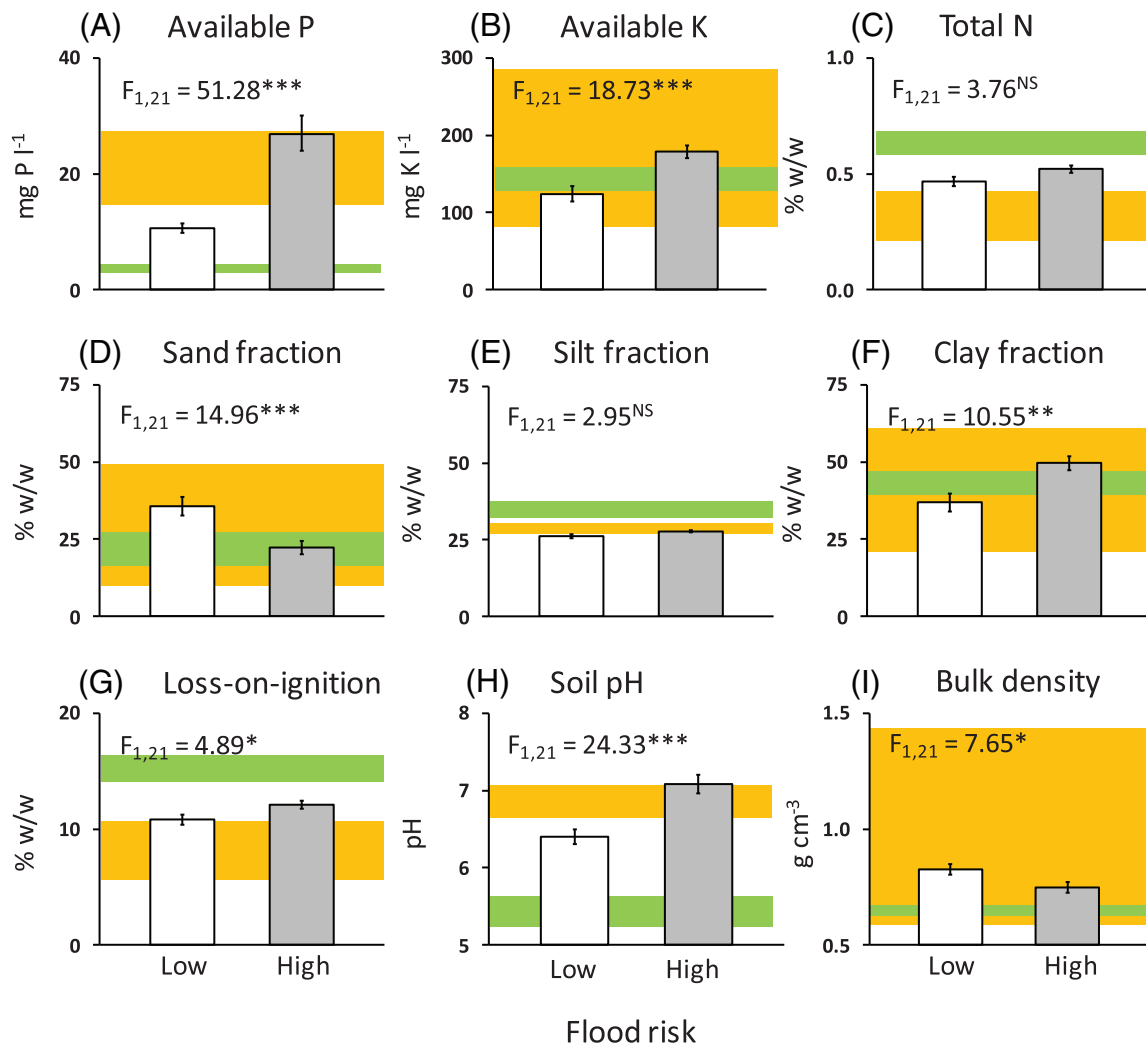 (A) Available P
40
20
0
mg P l⁻¹
F₁,₂₁ = 51.28***
(B) Available K
300
200
100
0
mg K l⁻¹
F₁,₂₁ = 18.73***
(C) Total N
1.0
0.5
0.0
% w/w
F₁,₂₁ = 3.76ᴺˢ
(D) Sand fraction
75
50
25
0
% w/w
F₁,₂₁ = 14.96***
(E) Silt fraction
75
50
25
0
% w/w
F₁,₂₁ = 2.95ᴺˢ
(F) Clay fraction
75
50
25
0
% w/w
F₁,₂₁ = 10.55**
(G) Loss-on-ignition
20
10
0
% w/w
F₁,₂₁ = 4.89*
Low High
(H) Soil pH
8
7
6
5
pH
F₁,₂₁ = 24.33***
Low High
(I) Bulk density
1.5
1.0
0.5
g cm⁻³
F₁,₂₁ = 7.65*
Low High
Flood risk